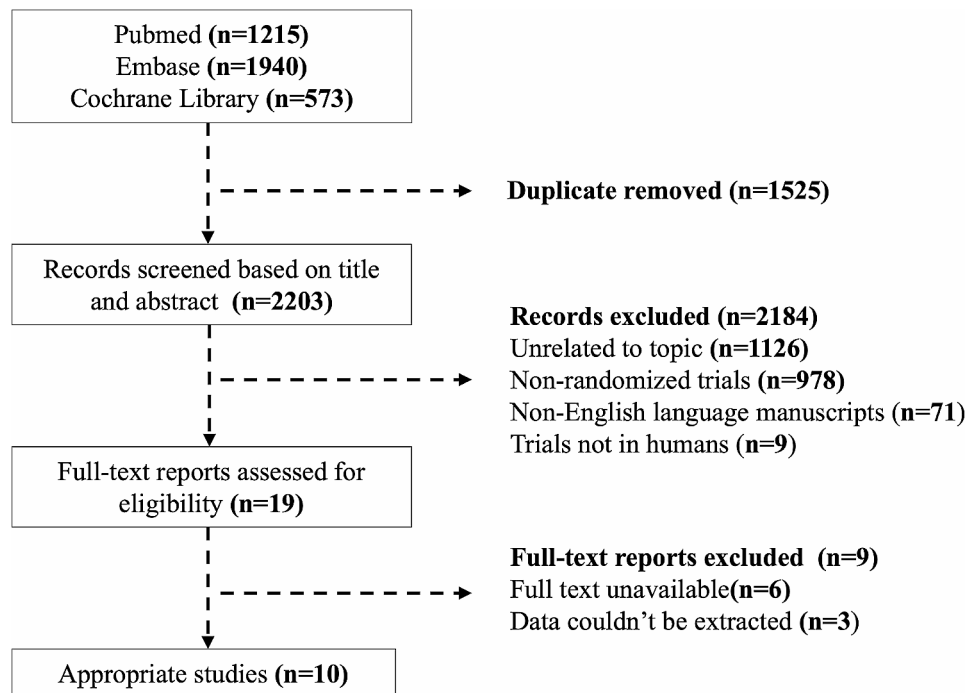 Pubmed (n=1215)
Embase (n=1940)
Cochrane Library (n=573)
Duplicate removed (n=1525)
Records screened based on title
and abstract (n=2203)
Records excluded (n=2184)
Unrelated to topic (n=1126)
Non-randomized trials (n=978)
Non-English language manuscripts (n=71)
Trials not in humans (n=9)
Full-text reports assessed for
eligibility (n=19)
Full-text reports excluded (n=9)
Full text unavailable(n=6)
Data couldn’t be extracted (n=3)
Appropriate studies (n=10)